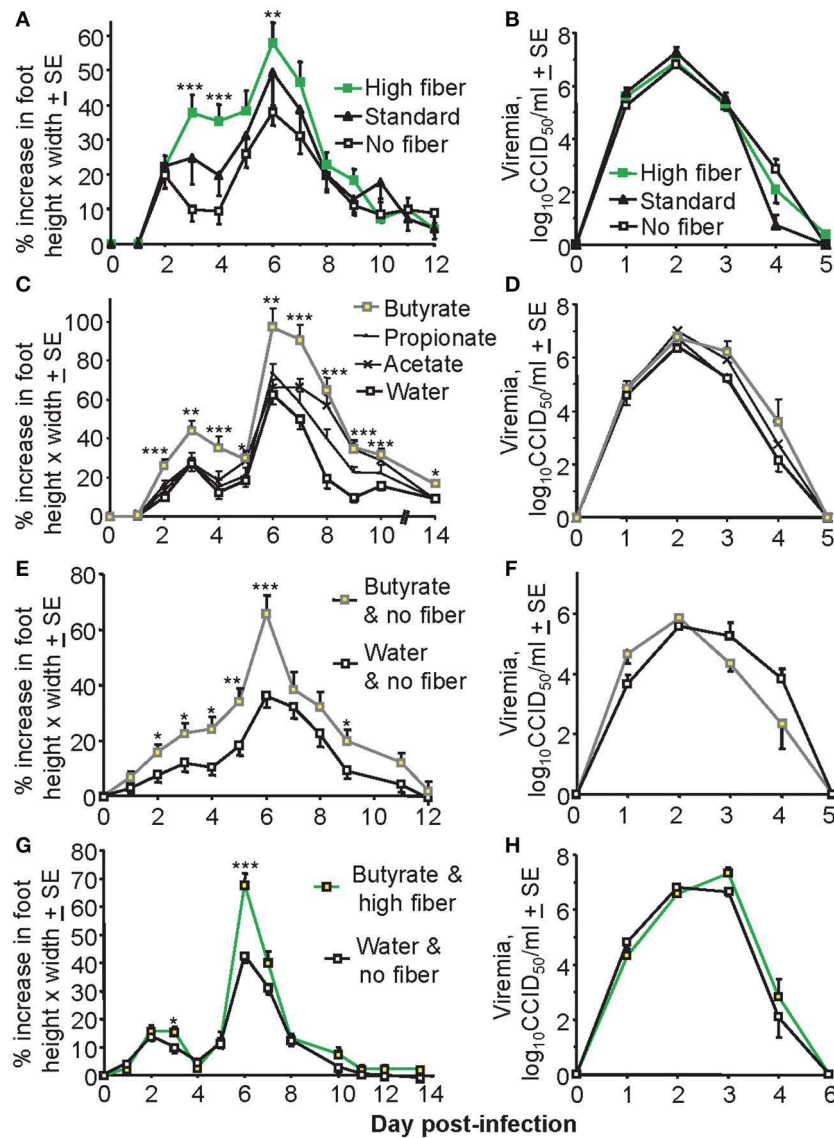 A
% increase in foot
height x width ± SE
60
50
40
30
20
10
0
***
***
**
High fiber
Standard
No fiber
0 2 4 6 8 10 12
B
Viremia,
log10CCID50/ml ± SE
8
6
4
2
0
High fiber
Standard
No fiber
0 1 2 3 4 5
C
% increase in foot
height x width ± SE
100
80
60
40
20
0
***
**
***
*
**
***
***
***
***
*
Butyrate
Propionate
Acetate
Water
0 2 4 6 8 10 14
D
Viremia,
log10CCID50/ml ± SE
8
6
4
2
0
0 1 2 3 4 5
E
% increase in foot
height x width ± SE
80
60
40
20
0
*
*
*
**
***
*
Butyrate
& no fiber
Water
& no fiber
0 2 4 6 8 10 12
F
Viremia,
log10CCID50/ml ± SE
6
4
2
0
0 1 2 3 4 5
G
% increase in foot
height x width ± SE
70
60
50
40
30
20
10
0
*
***
Butyrate &
high fiber
Water &
no fiber
0 2 4 6 8 10 12 14
H
Viremia,
log10CCID50/ml ± SE
8
6
4
2
0
0 1 2 3 4 6
Day post-infection